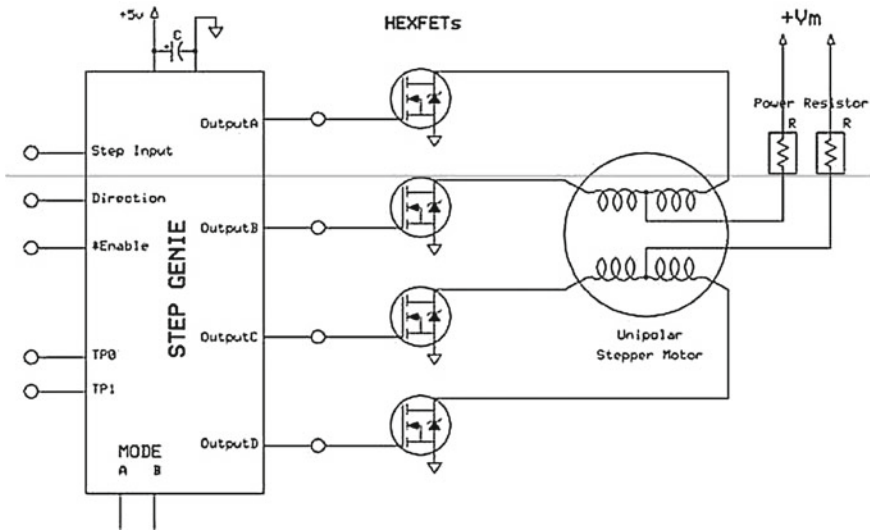 +5v
C
HEXFETs
+Vm
OutputA
Power Resistor
R
R
Step Input
Direction
OutputB
*Enable
STEP GENIE
OutputC
Unipolar
Stepper Motor
TP0
TP1
OutputD
MODE
A B